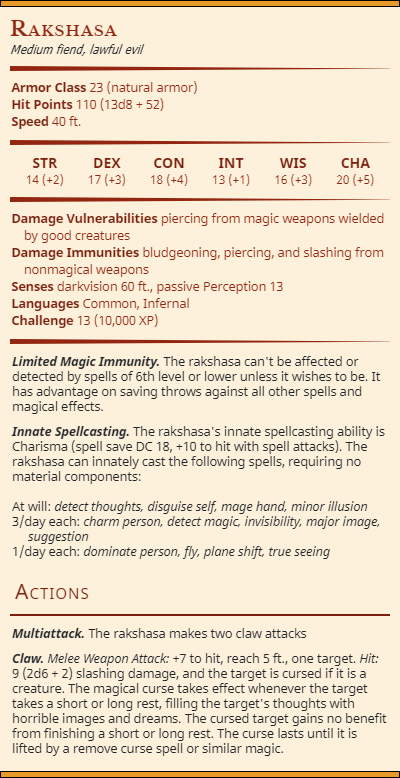 Rakshasa
Medium fiend, lawful evil
Armor Class 23 (natural armor)
Hit Points 110 (13d8 + 52)
Speed 40 ft.
STR DEX CON INT WIS CHA
14 (+2) 17 (+3) 18 (+4) 13 (+1) 16 (+3) 20 (+5)
Damage Vulnerabilities piercing from magic weapons wielded
by good creatures
Damage Immunities bludgeoning, piercing, and slashing from
nonmagical weapons
Senses darkvision 60 ft., passive Perception 13
Languages Common, Infernal
Challenge 13 (10,000 XP)
Limited Magic Immunity. The rakshasa can't be affected or
detected by spells of 6th level or lower unless it wishes to be. It
has advantage on saving throws against all other spells and
magical effects.
Innate Spellcasting. The rakshasa's innate spellcasting ability is
Charisma (spell save DC 18, +10 to hit with spell attacks). The
rakshasa can innately cast the following spells, requiring no
material components:
At will: detect thoughts, disguise self, mage hand, minor illusion
3/day each: charm person, detect magic, invisibility, major image,
suggestion
1/day each: dominate person, fly, plane shift, true seeing
Actions
Multiattack. The rakshasa makes two claw attacks
Claw. Melee Weapon Attack: +7 to hit, reach 5 ft., one target. Hit:
9 (2d6 + 2) slashing damage, and the target is cursed if it is a
creature. The magical curse takes effect whenever the target
takes a short or long rest, filling the target's thoughts with
horrible images and dreams. The cursed target gains no benefit
from finishing a short or long rest. The curse lasts until it is
lifted by a remove curse spell or similar magic.